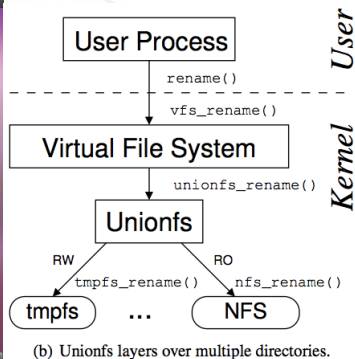 User Process
User
rename()
vfs_rename()
Virtual File System
Kernel
unionfs_rename()
Unionfs
RW
RO
tmpfs_rename()
nfs_rename()
tmpfs
...
NFS
(b) Unionfs layers over multiple directories.